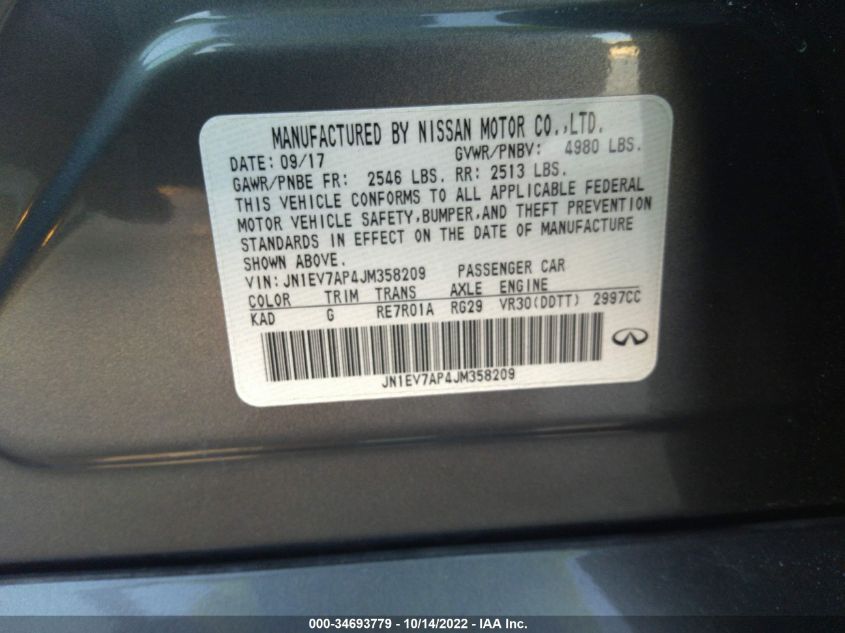 MANUFACTURED BY NISSAN MOTOR CO.,LTD.
DATE: 09/17 GVWR/PNBV: 4980 LBS.
GAWR/PNBE FR: 2546 LBS. RR: 2513 LBS.
THIS VEHICLE CONFORMS TO ALL APPLICABLE FEDERAL
MOTOR VEHICLE SAFETY,BUMPER,AND THEFT PREVENTION
STANDARDS IN EFFECT ON THE DATE OF MANUFACTURE
SHOWN ABOVE.
VIN:JN1EV7AP4JM358209 PASSENGER CAR
COLOR TRIM TRANS AXLE ENGINE
KAD G RE7R01A RG29 VR30(DDTT) 2997CC
JN1EV7AP4JM358209
000-34693779 - 10/14/2022 - IAA Inc.